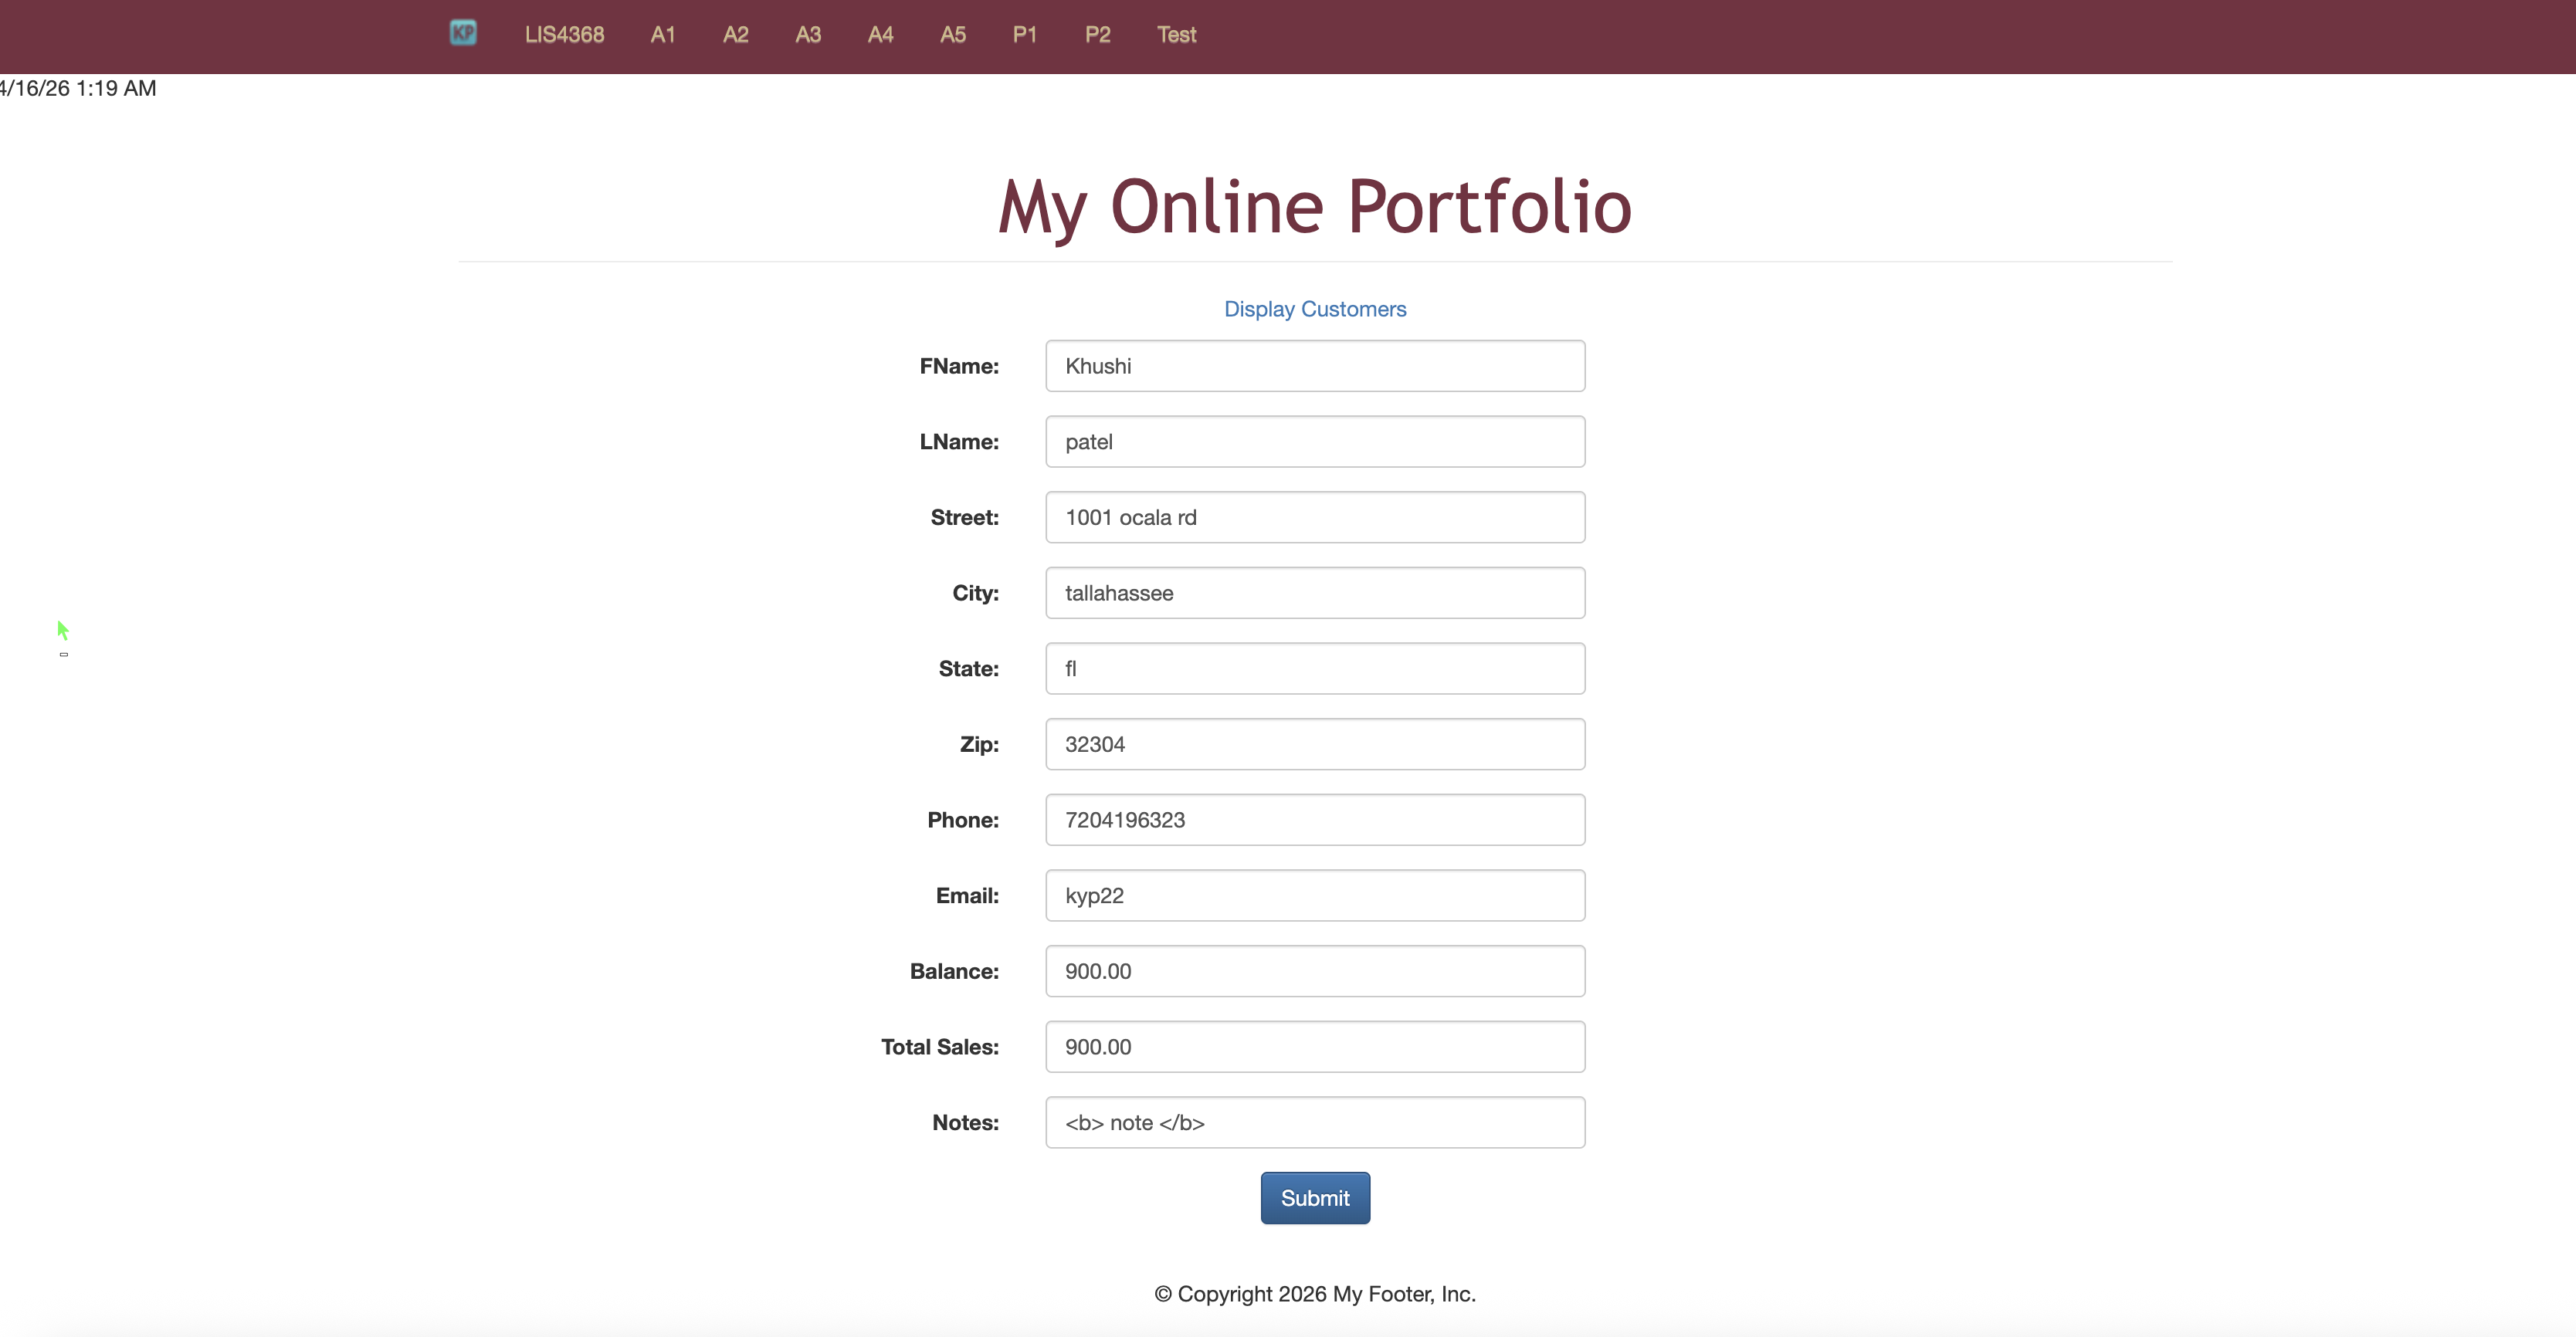 KP LIS4368 A1 A2 A3 A4 A5 P1 P2 Test
4/16/26 1:19 AM
My Online Portfolio
Display Customers
FName: Khushi
LName: patel
Street: 1001 ocala rd
City: tallahassee
State: fl
Zip: 32304
Phone: 7204196323
Email: kyp22
Balance: 900.00
Total Sales: 900.00
Notes: <b> note </b>
Submit
© Copyright 2026 My Footer, Inc.